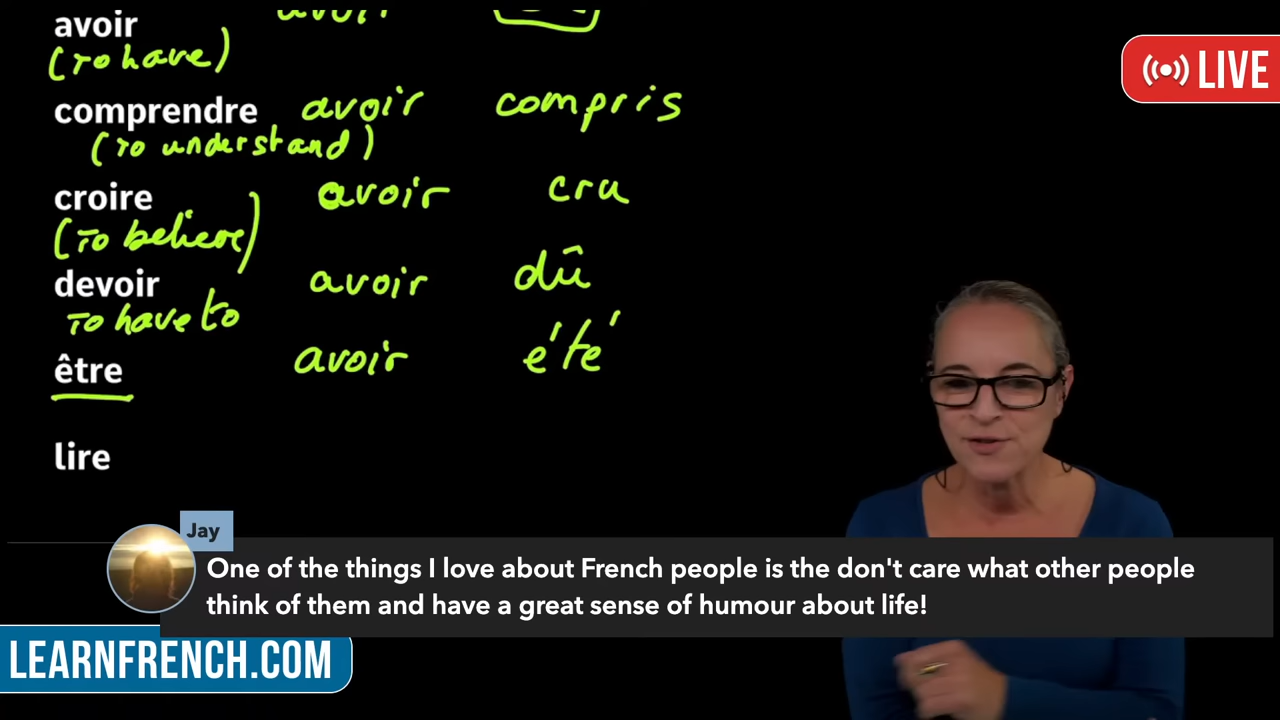 avoir avoir
(To have)
LIVE
comprendre avoir compris
(To understand)
croire avoir cru
(To believe)
devoir avoir dû
To have to
être avoir été
lire
Jay
One of the things I love about French people is the don't care what other people
think of them and have a great sense of humour about life!
LEARNFRENCH.COM